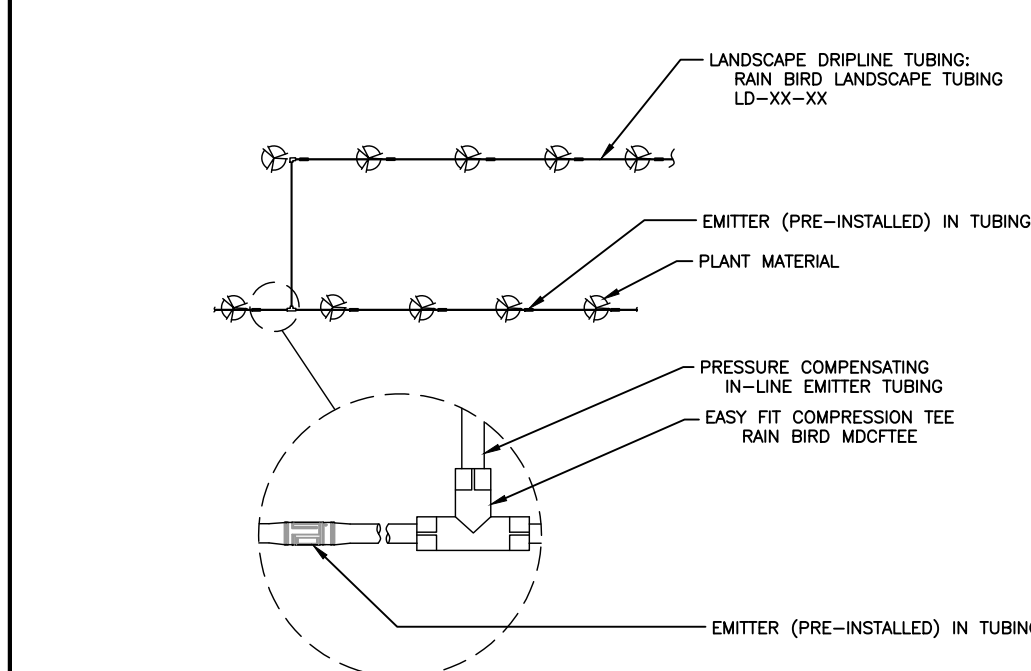 LANDSCAPE DRIPLINE TUBING:
RAIN BIRD LANDSCAPE TUBING
LD-XX-XX
EMITTER (PRE-INSTALLED) IN TUBING
PLANT MATERIAL
PRESSURE COMPENSATING
IN-LINE EMITTER TUBING
EASY FIT COMPRESSION TEE
RAIN BIRD MDCFTEE
EMITTER (PRE-INSTALLED) IN TUBING